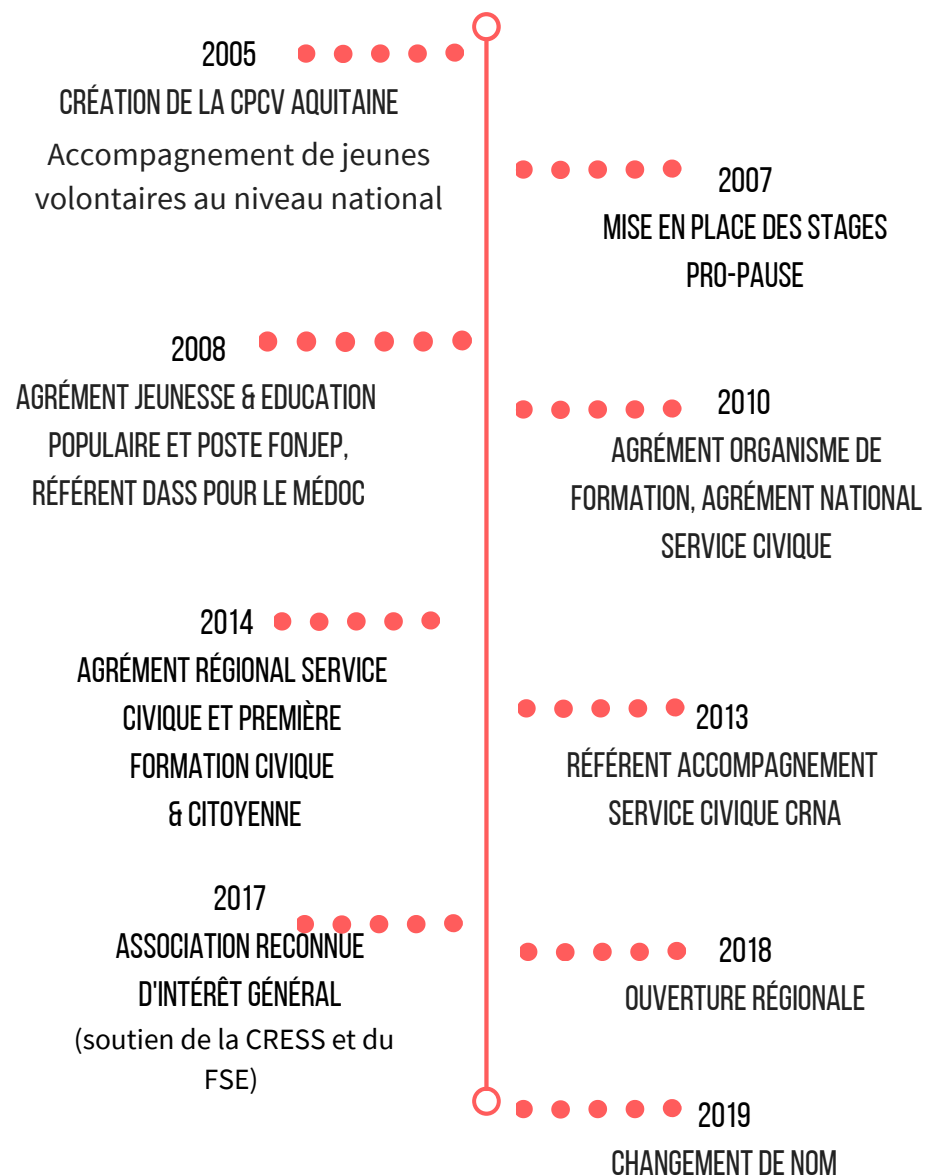 2005
CRÉATION DE LA CPCV AQUITAINE
Accompagnement de jeunes
volontaires au niveau national
2007
MISE EN PLACE DES STAGES
PRO-PAUSE
2008
AGRÉMENT JEUNESSE & EDUCATION
POPULAIRE ET POSTE FONJEP,
RÉFÉRENT DASS POUR LE MÉDOC
2010
AGRÉMENT ORGANISME DE
FORMATION, AGRÉMENT NATIONAL
SERVICE CIVIQUE
2014
AGRÉMENT RÉGIONAL SERVICE
CIVIQUE ET PREMIÈRE
FORMATION CIVIQUE
& CITOYENNE
2013
RÉFÉRENT ACCOMPAGNEMENT
SERVICE CIVIQUE CRNA
2017
ASSOCIATION RECONNUE
D'INTÉRÊT GÉNÉRAL
(soutien de la CRESS et du
FSE)
2018
OUVERTURE RÉGIONALE
2019
CHANGEMENT DE NOM